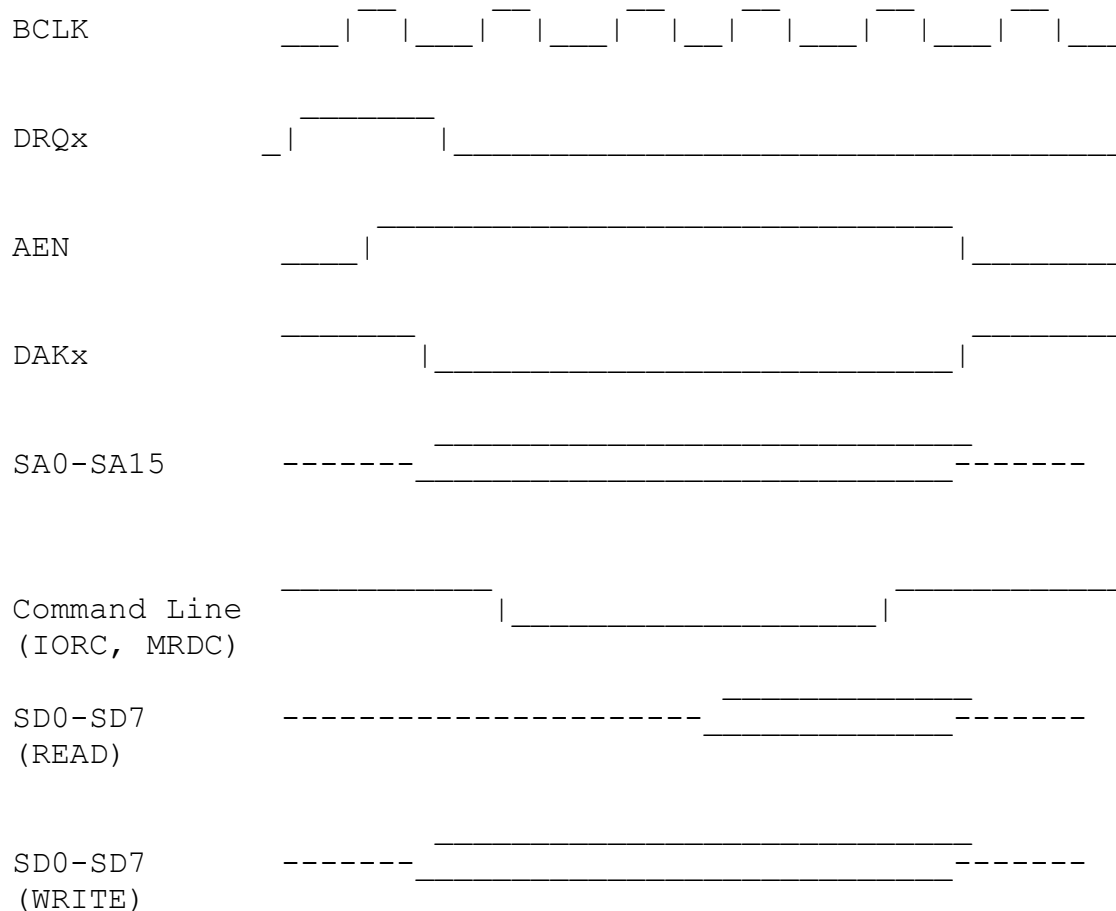 BCLK
DRQx
AEN
DAKx
SA0-SA15
Command Line
(IORC, MRDC)
SD0-SD7
(READ)
SD0-SD7
(WRITE)